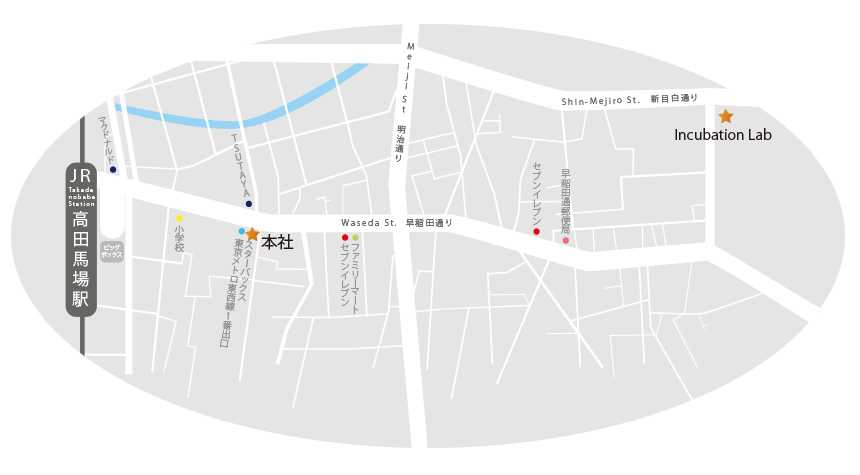 Meiji St 明治通り
Shin-Mejiro St. 新目白通り
Incubation Lab
マクドナルド
TSUTAYA
JR
Takada
nobaba
Station
高田馬場駅
ビッグ
ボックス
小学校
本社
スターバックス
東京メトロ東西線1番出口
Waseda St. 早稲田通り
ファミリーマート
セブンイレブン
セブンイレブン
早稲田通郵便局